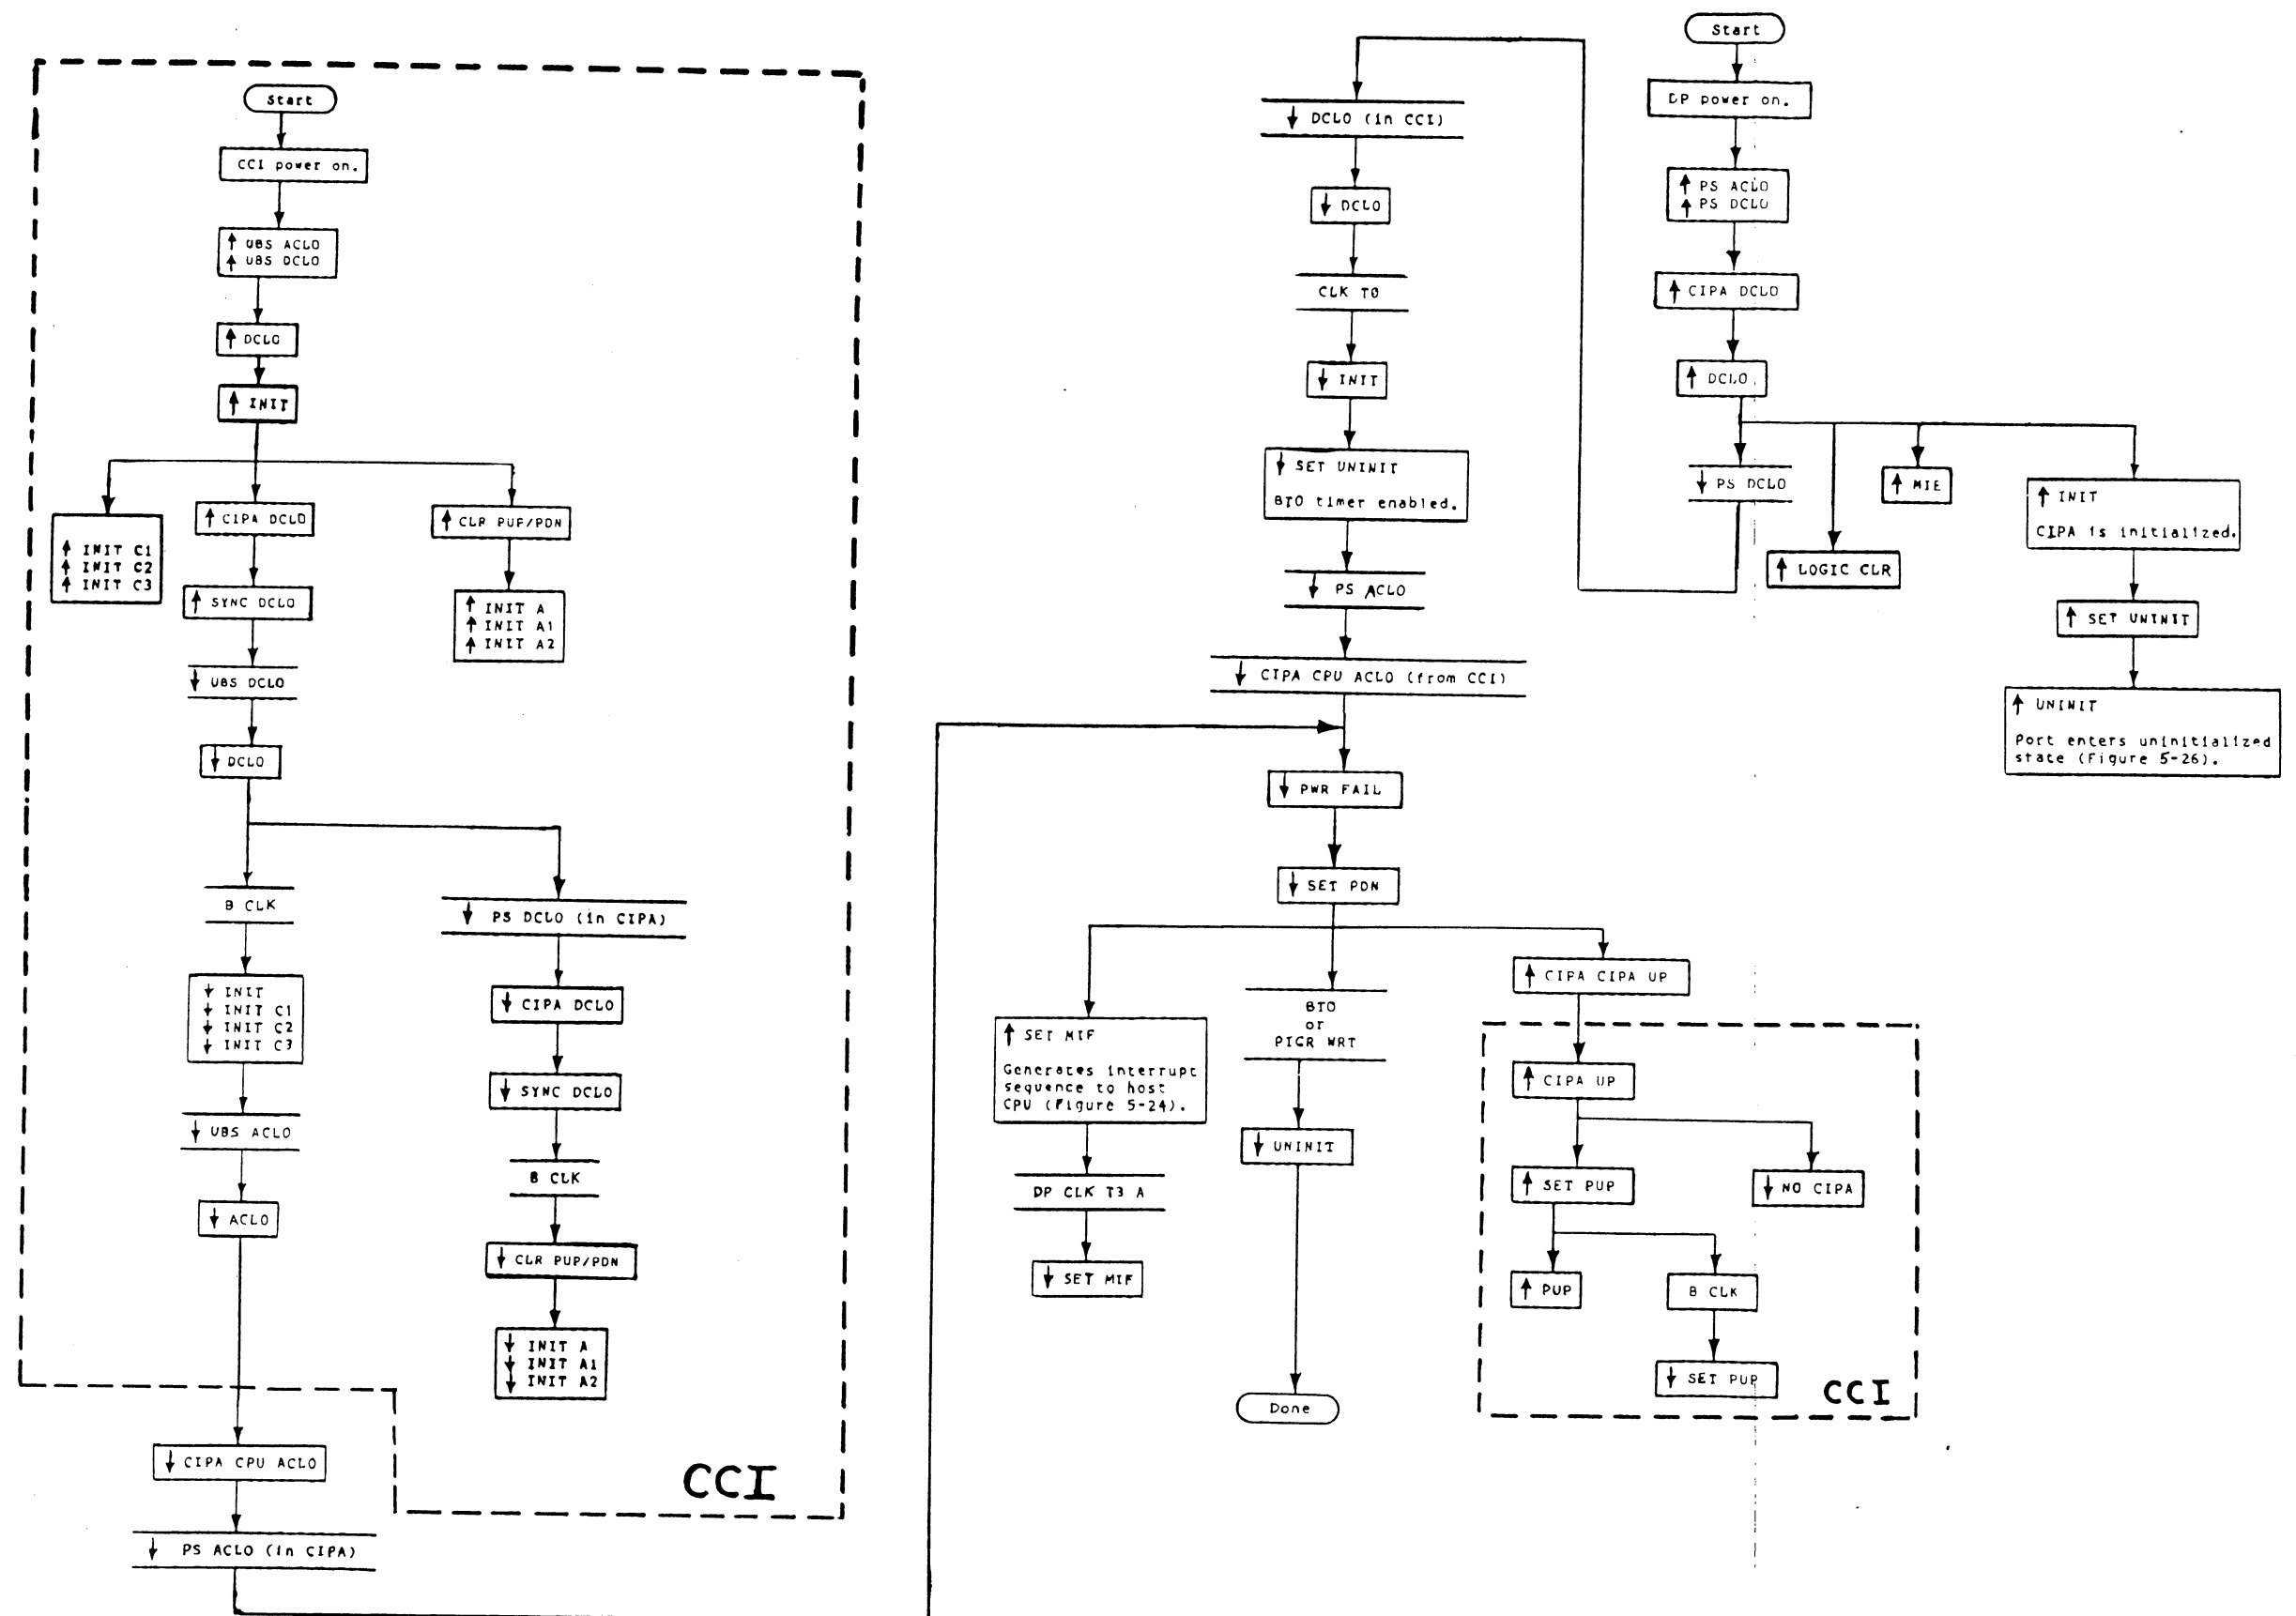 Start
CCI power on.
↑ UBS ACLO
↑ UBS DCLO
↑ DCLO
↑ INIT
↑ INIT C1
↑ INIT C2
↑ INIT C3
↑ CIPA DCLO
↑ SYNC DCLO
↓ UBS DCLO
↓ DCLO
↑ CLR PUP/PDN
↑ INIT A
↑ INIT A1
↑ INIT A2
B CLK
↓ INIT
↓ INIT C1
↓ INIT C2
↓ INIT C3
↓ UBS ACLO
↓ ACLO
↓ PS DCLO (in CIPA)
↓ CIPA DCLO
↓ SYNC DCLO
B CLK
↓ CLR PUP/PDN
↓ INIT A
↓ INIT A1
↓ INIT A2
CCI
↓ CIPA CPU ACLO
↓ PS ACLO (in CIPA)
Start
DP power on.
↑ PS ACLO
↑ PS DCLO
↑ CIPA DCLO
↑ DCLO
↓ PS DCLO
↑ LOGIC CLR
↑ MIE
↑ INIT
CIPA is initialized.
↑ SET UNINIT
↑ UNINIT
Port enters uninitialized
state (Figure 5-26).
↓ DCLO (in CCI)
↓ DCLO
CLK T0
↓ INIT
↓ SET UNINIT
BTO timer enabled.
↓ PS ACLO
↓ CIPA CPU ACLO (from CCI)
↓ PWR FAIL
↓ SET PDN
↑ SET MIF
Generates interrupt
sequence to host
CPU (Figure 5-24).
DP CLK T3 A
↓ SET MIF
BTO
or
PICR WRT
↓ UNINIT
Done
↑ CIPA CIPA UP
↑ CIPA UP
↑ SET PUP
↓ NO CIPA
↑ PUP
B CLK
↓ SET PUP
CCI